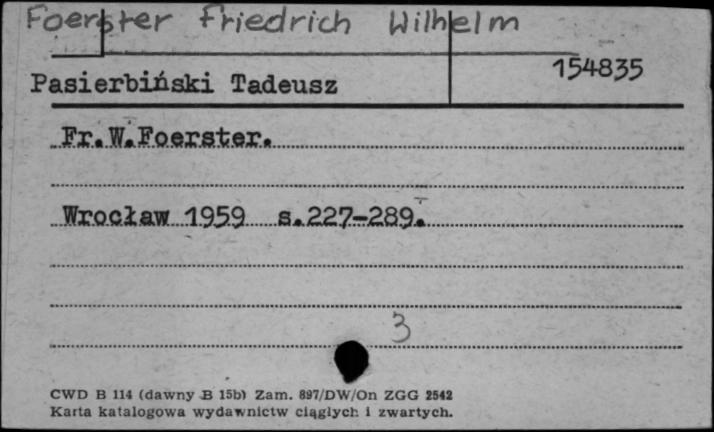 Foerster Friedrich Wilhelm
154835
Pasierbiński Tadeusz
Fr.W.Foerster.
Wrocław 1959 s.227-289.
3
CWD B 114 (dawny B 15b) Zam. 897/DW/On ZGG 2542
Karta katalogowa wydawnictw ciągłych i zwartych.